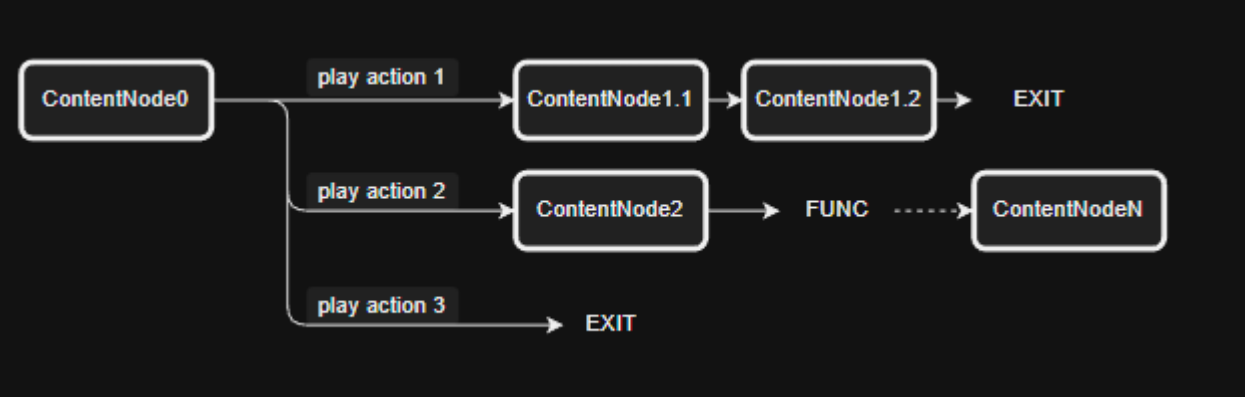 play action 1
ContentNode0
ContentNode1.1
ContentNode1.2
EXIT
play action 2
ContentNode2
FUNC
ContentNodeN
play action 3
EXIT